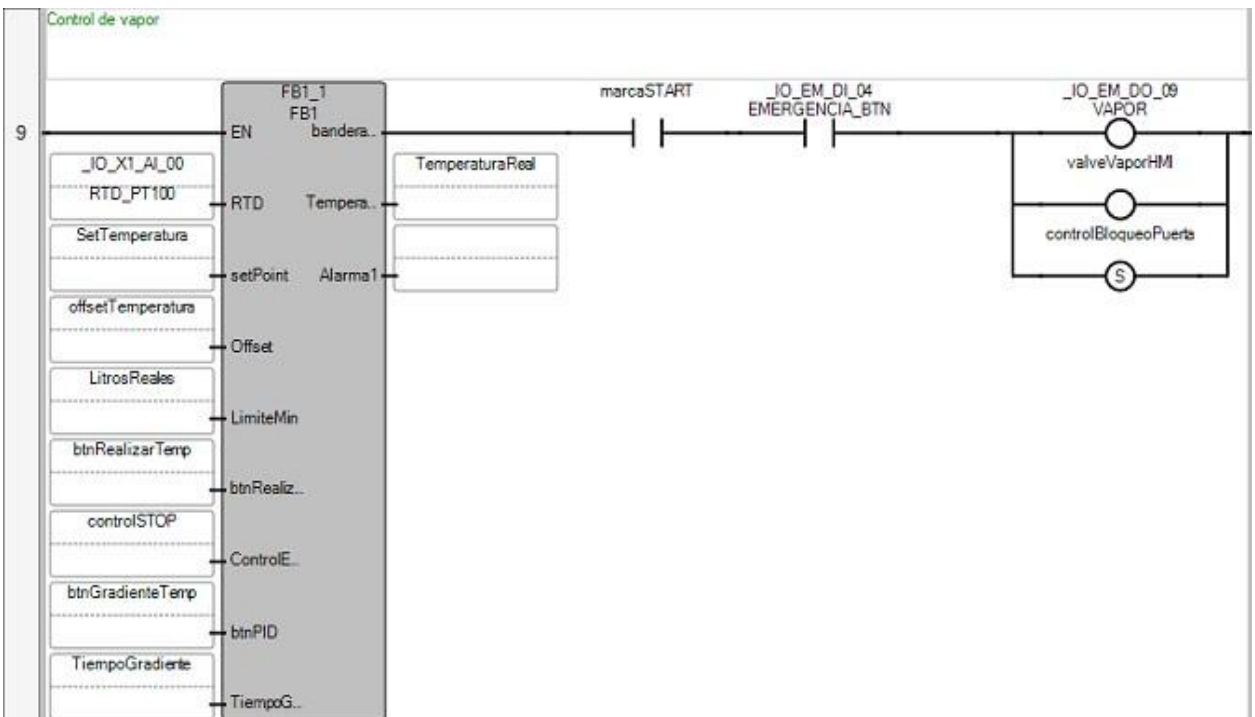 Control de vapor
FB1_1
FB1
marcaSTART
_IO_EM_DI_04
EMERGENCIA_BTN
_IO_EM_DO_09
VAPOR
9
EN
bandera..
_IO_X1_AI_00
RTD_PT100
RTD
Tempera..
TemperaturaReal
valveVaporHMI
SetTemperatura
setPoint
Alarma1
controlBloqueoPuerta
S
offsetTemperatura
Offset
LitrosReales
LimiteMin
btnRealizarTemp
btnRealiz...
controlSTOP
ControlE...
btnGradienteTemp
btnPID
TiempoGradiente
TiempoG...